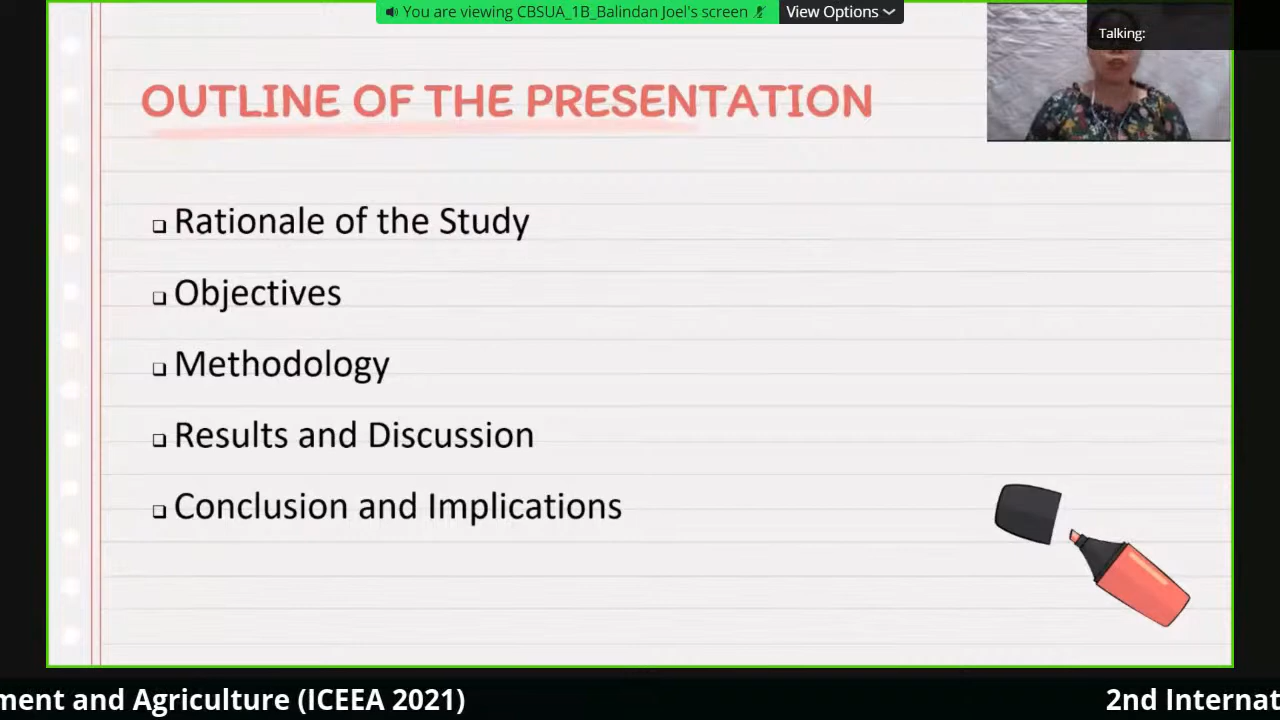 You are viewing CBSUA_1B_Balindan Joel's screen
View Options
Talking:
OUTLINE OF THE PRESENTATION
Rationale of the Study
Objectives
Methodology
Results and Discussion
Conclusion and Implications
ment and Agriculture (ICEEA 2021)
2nd Internat